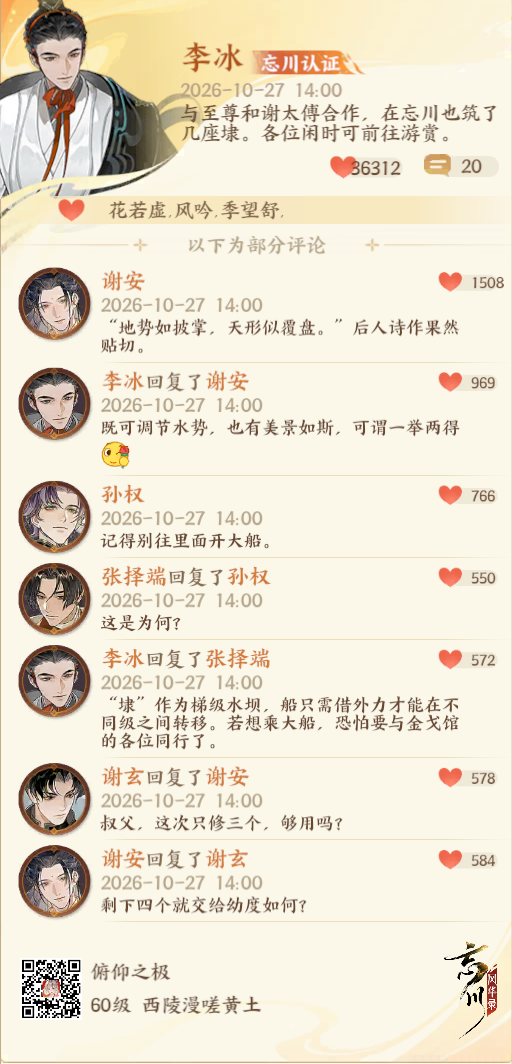 李冰 忘川认证
2026-10-27 14:00
与至尊和谢太傅合作，在忘川也筑了
几座埭。各位闲时可前往游赏。
36312 20
花若虚,风吟,季望舒,
以下为部分评论
谢安 1508
2026-10-27 14:00
“地势如披掌，天形似覆盘。”后人诗作果然
贴切。
李冰回复了谢安 969
2026-10-27 14:00
既可调节水势，也有美景如斯，可谓一举两得
孙权 766
2026-10-27 14:00
记得别往里面开大船。
张择端回复了孙权 550
2026-10-27 14:00
这是为何？
李冰回复了张择端 572
2026-10-27 14:00
“埭”作为梯级水坝，船只需借外力才能在不
同级之间转移。若想乘大船，恐怕要与金戈馆
的各位同行了。
谢玄回复了谢安 578
2026-10-27 14:00
叔父，这次只修三个，够用吗？
谢安回复了谢玄 584
2026-10-27 14:00
剩下四个就交给幼度如何？
俯仰之极
60级 西陵漫嗟黄土
忘川
风华录